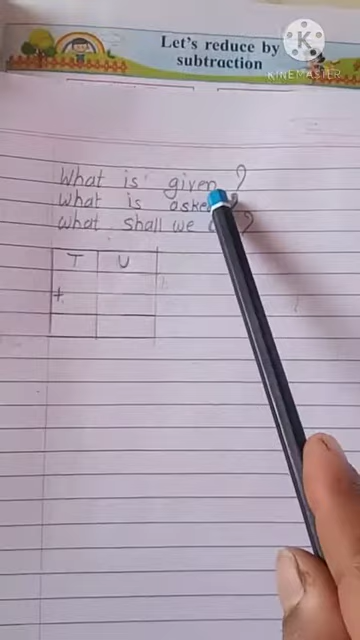 Let's reduce by
subtraction
K
KINEMASTER
What is given ?
What is asked ?
What shall we ?
T U
+